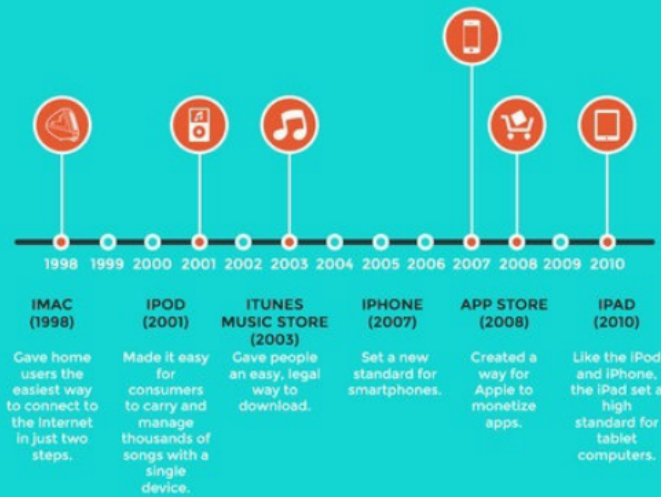 1998 1999 2000 2001 2002 2003 2004 2005 2006 2007 2008 2009 2010
IMAC
(1998)
Gave home
users the
easiest way
to connect to
the Internet
in just two
steps.
IPOD
(2001)
Made it easy
for
consumers
to carry and
manage
thousands of
songs with a
single
device.
ITUNES
MUSIC STORE
(2003)
Gave people
an easy, legal
way to
download.
IPHONE
(2007)
Set a new
standard for
smartphones.
APP STORE
(2008)
Created a
way for
Apple to
monetize
apps.
IPAD
(2010)
Like the iPod
and iPhone,
the iPad set a
high
standard for
tablet
computers.